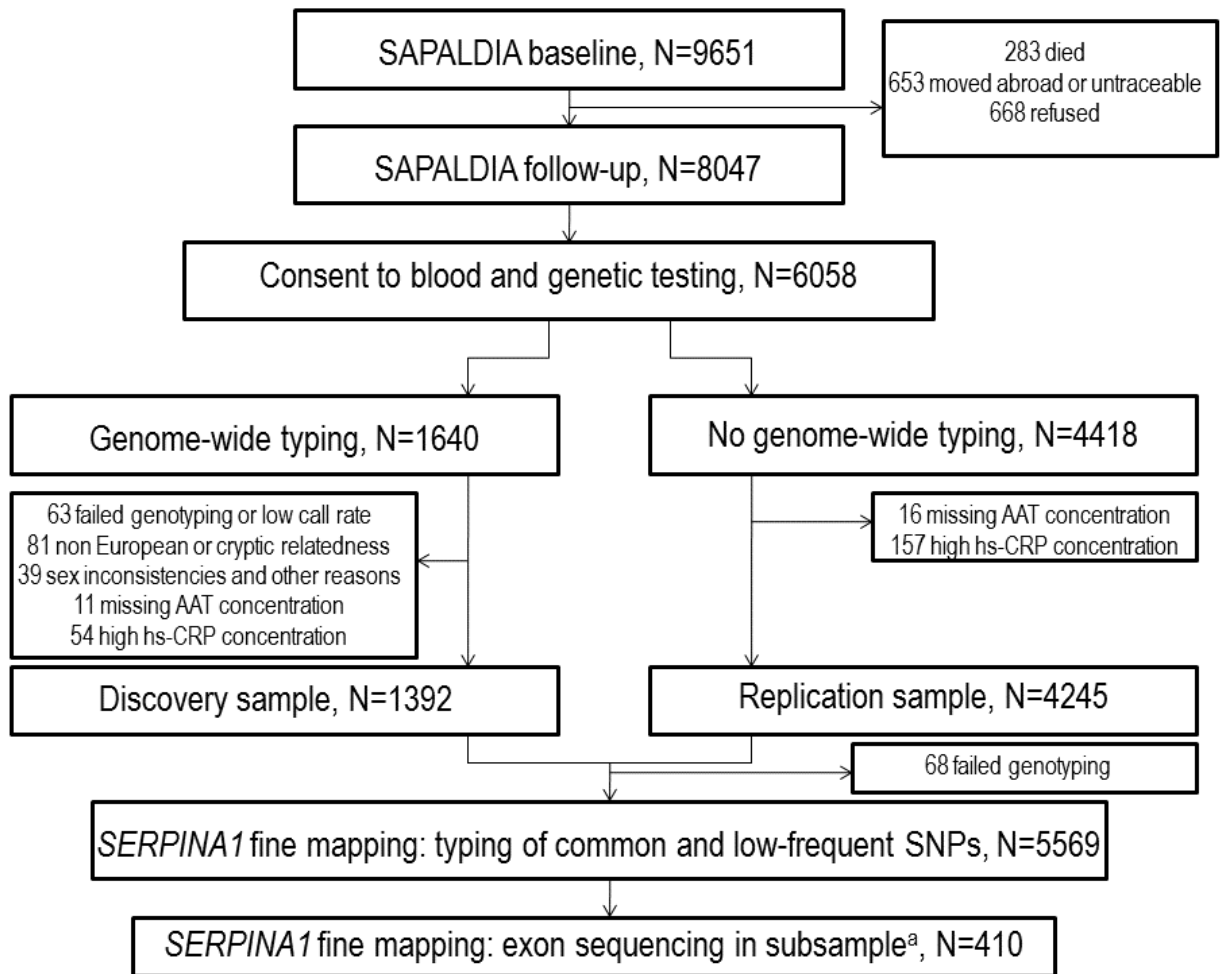 SAPALDIA baseline, N=9651
283 died
653 moved abroad or untraceable
668 refused
SAPALDIA follow-up, N=8047
Consent to blood and genetic testing, N=6058
Genome-wide typing, N=1640
No genome-wide typing, N=4418
63 failed genotyping or low call rate
81 non European or cryptic relatedness
39 sex inconsistencies and other reasons
11 missing AAT concentration
54 high hs-CRP concentration
16 missing AAT concentration
157 high hs-CRP concentration
Discovery sample, N=1392
Replication sample, N=4245
68 failed genotyping
SERPINA1 fine mapping: typing of common and low-frequent SNPs, N=5569
SERPINA1 fine mapping: exon sequencing in subsampleᵃ, N=410